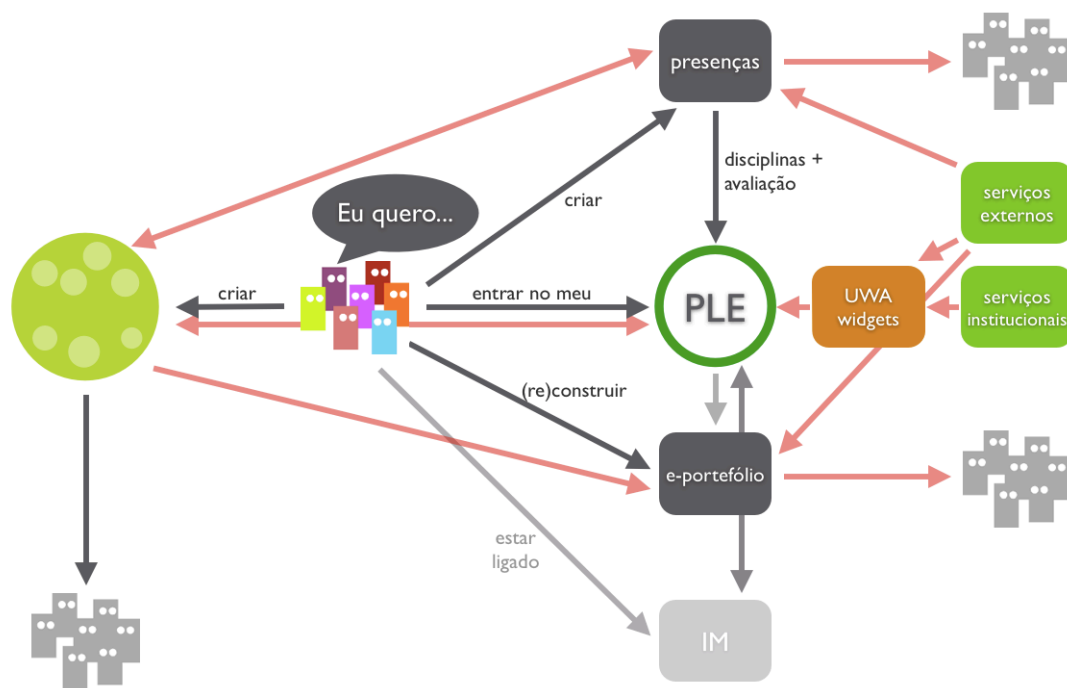 presenças
disciplinas +
avaliação
criar
Eu quero...
serviços
externos
criar
entrar no meu
PLE
UWA
widgets
serviços
institucionais
(re)construir
e-portefólio
estar
ligado
IM